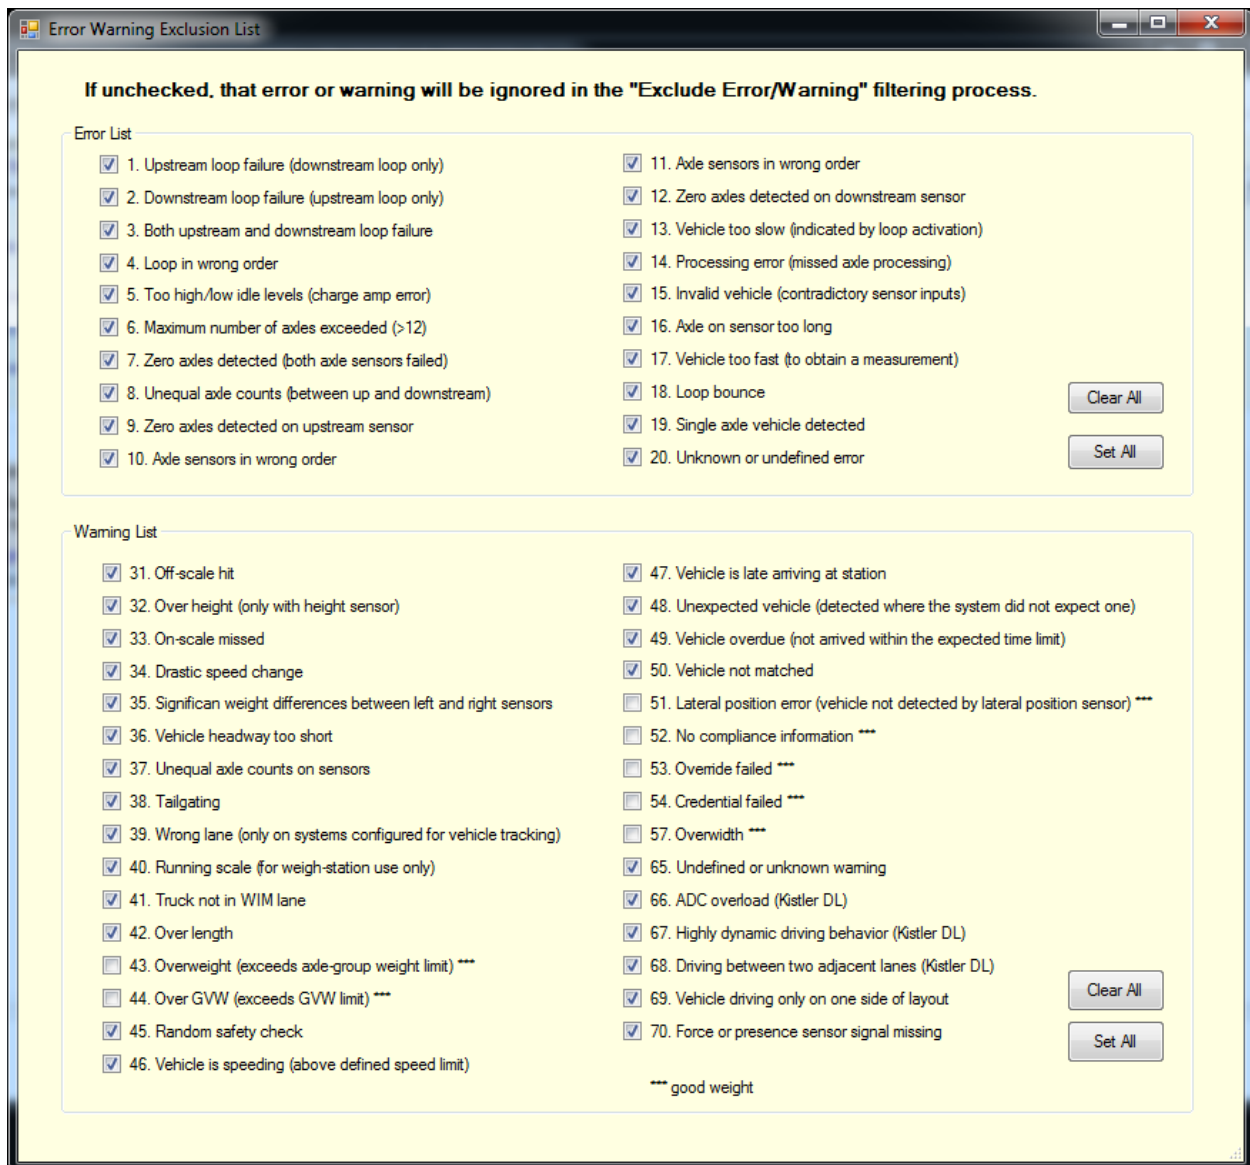 Error Warning Exclusion List
If unchecked, that error or warning will be ignored in the "Exclude Error/Warning" filtering process.
Error List
1. Upstream loop failure (downstream loop only)
2. Downstream loop failure (upstream loop only)
3. Both upstream and downstream loop failure
4. Loop in wrong order
5. Too high/low idle levels (charge amp error)
6. Maximum number of axles exceeded (>12)
7. Zero axles detected (both axle sensors failed)
8. Unequal axle counts (between up and downstream)
9. Zero axles detected on upstream sensor
10. Axle sensors in wrong order
11. Axle sensors in wrong order
12. Zero axles detected on downstream sensor
13. Vehicle too slow (indicated by loop activation)
14. Processing error (missed axle processing)
15. Invalid vehicle (contradictory sensor inputs)
16. Axle on sensor too long
17. Vehicle too fast (to obtain a measurement)
18. Loop bounce
19. Single axle vehicle detected
20. Unknown or undefined error
Clear All
Set All
Warning List
31. Off-scale hit
32. Over height (only with height sensor)
33. On-scale missed
34. Drastic speed change
35. Significan weight differences between left and right sensors
36. Vehicle headway too short
37. Unequal axle counts on sensors
38. Tailgating
39. Wrong lane (only on systems configured for vehicle tracking)
40. Running scale (for weigh-station use only)
41. Truck not in WIM lane
42. Over length
43. Overweight (exceeds axle-group weight limit) ***
44. Over GVW (exceeds GVW limit) ***
45. Random safety check
46. Vehicle is speeding (above defined speed limit)
47. Vehicle is late arriving at station
48. Unexpected vehicle (detected where the system did not expect one)
49. Vehicle overdue (not arrived within the expected time limit)
50. Vehicle not matched
51. Lateral position error (vehicle not detected by lateral position sensor) ***
52. No compliance information ***
53. Override failed ***
54. Credential failed ***
57. Overwidth ***
65. Undefined or unknown warning
66. ADC overload (Kistler DL)
67. Highly dynamic driving behavior (Kistler DL)
68. Driving between two adjacent lanes (Kistler DL)
69. Vehicle driving only on one side of layout
70. Force or presence sensor signal missing
Clear All
Set All
*** good weight